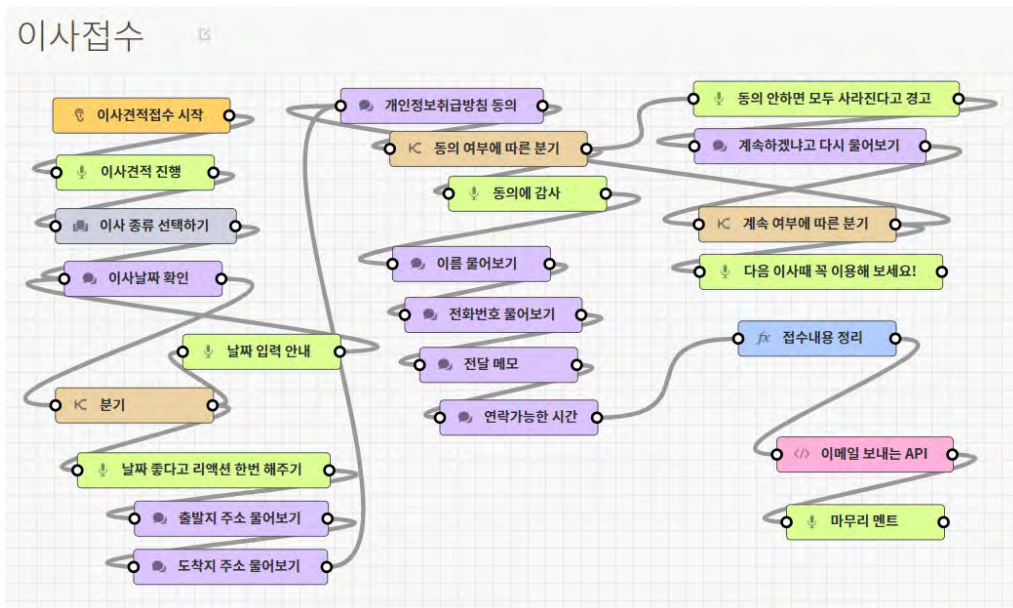 이사접수
이사견적접수 시작
이사견적 진행
이사 종류 선택하기
이사날짜 확인
날짜 입력 안내
분기
날짜 좋다고 리액션 한번 해주기
출발지 주소 물어보기
도착지 주소 물어보기
개인정보취급방침 동의
동의 여부에 따른 분기
동의에 감사
이름 물어보기
전화번호 물어보기
전달 메모
연락가능한 시간
동의 안하면 모두 사라진다고 경고
계속하겠냐고 다시 물어보기
계속 여부에 따른 분기
다음 이사때 꼭 이용해 보세요!
fx 접수내용 정리
</> 이메일 보내는 API
마무리 멘트